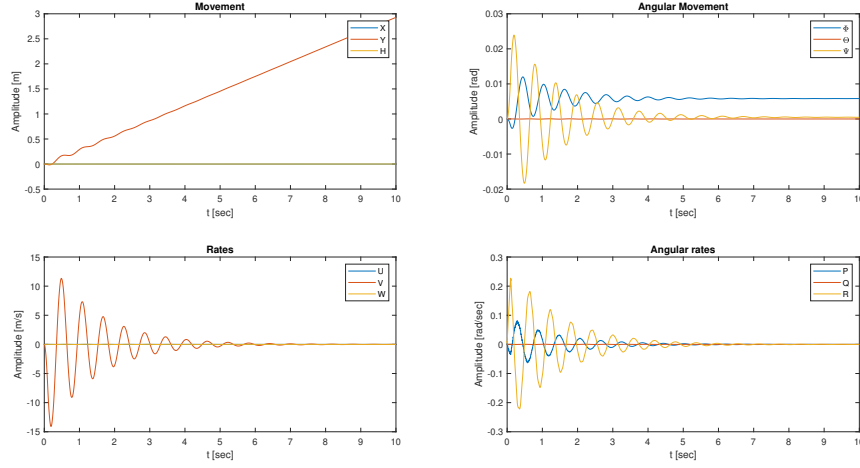 Movement
Amplitude [m]
3
2.5
2
1.5
1
0.5
0
-0.5
0 1 2 3 4 5 6 7 8 9 10
t [sec]
X
Y
H
Angular Movement
Amplitude [rad]
0.03
0.02
0.01
0
-0.01
-0.02
0 1 2 3 4 5 6 7 8 9 10
t [sec]
Φ
Θ
Ψ
Rates
Amplitude [m/s]
15
10
5
0
-5
-10
-15
0 1 2 3 4 5 6 7 8 9 10
t [sec]
U
V
W
Angular rates
Amplitude [rad/sec]
0.3
0.2
0.1
0
-0.1
-0.2
-0.3
0 1 2 3 4 5 6 7 8 9 10
t [sec]
P
Q
R